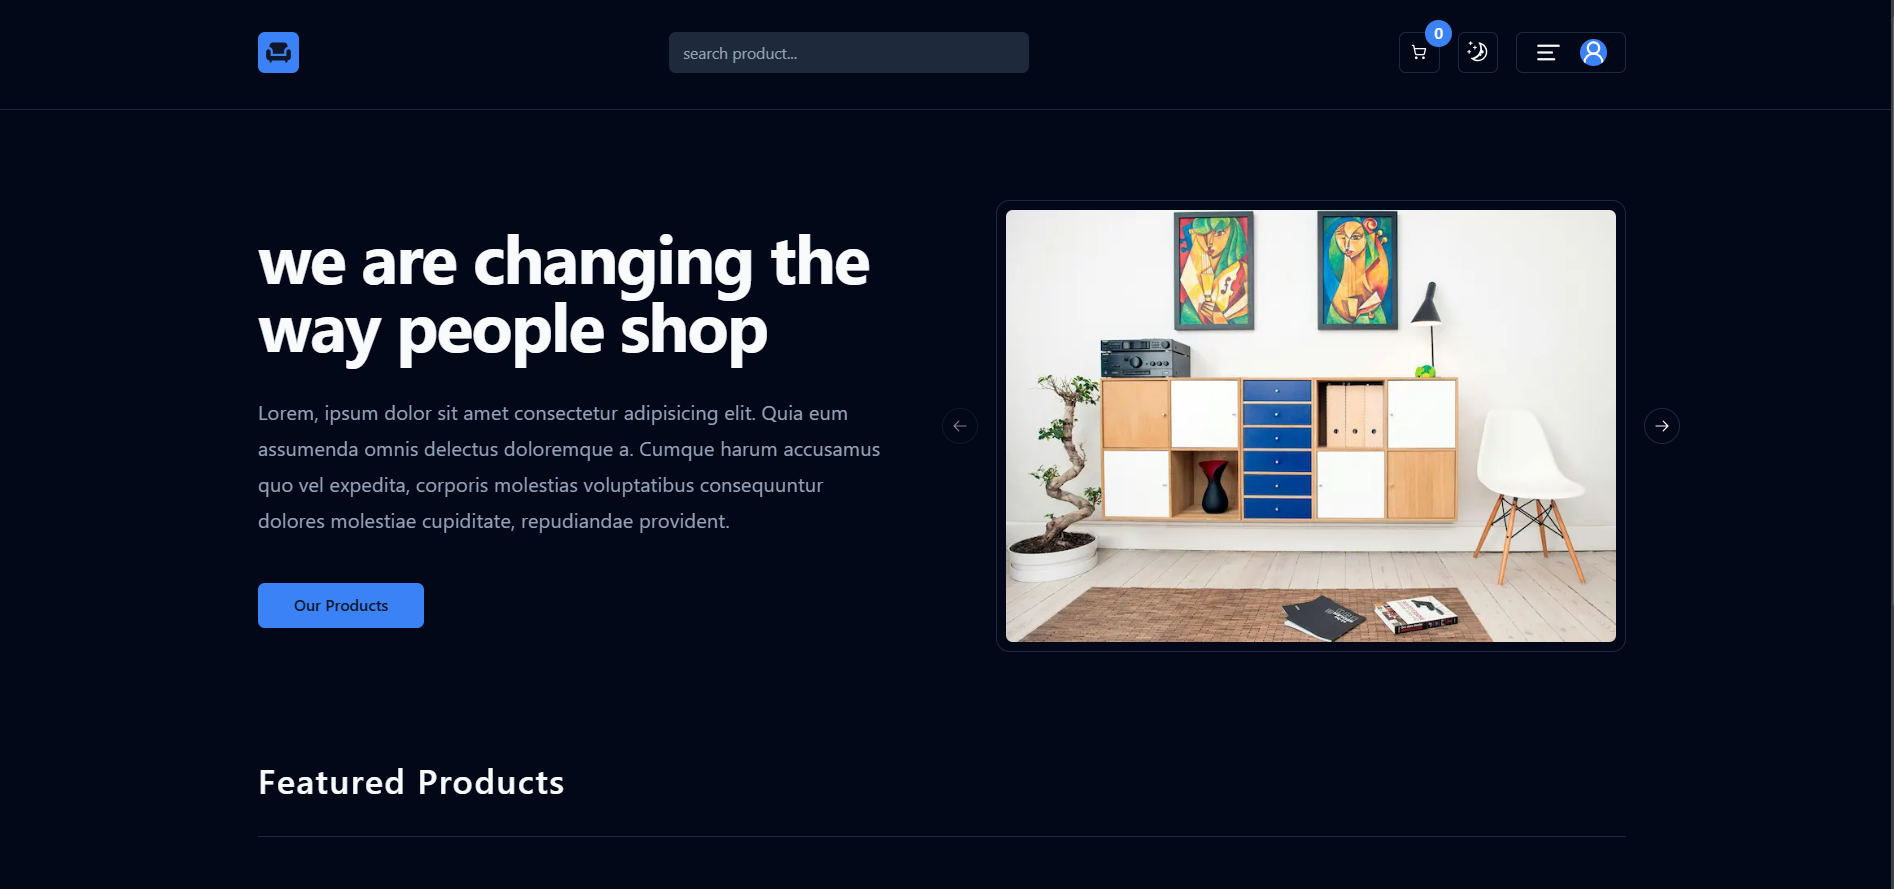 search product...
0
we are changing the
way people shop
Lorem, ipsum dolor sit amet consectetur adipisicing elit. Quia eum
assumenda omnis delectus doloremque a. Cumque harum accusamus
quo vel expedita, corporis molestias voluptatibus consequuntur
dolores molestiae cupiditate, repudiandae provident.
Our Products
Featured Products